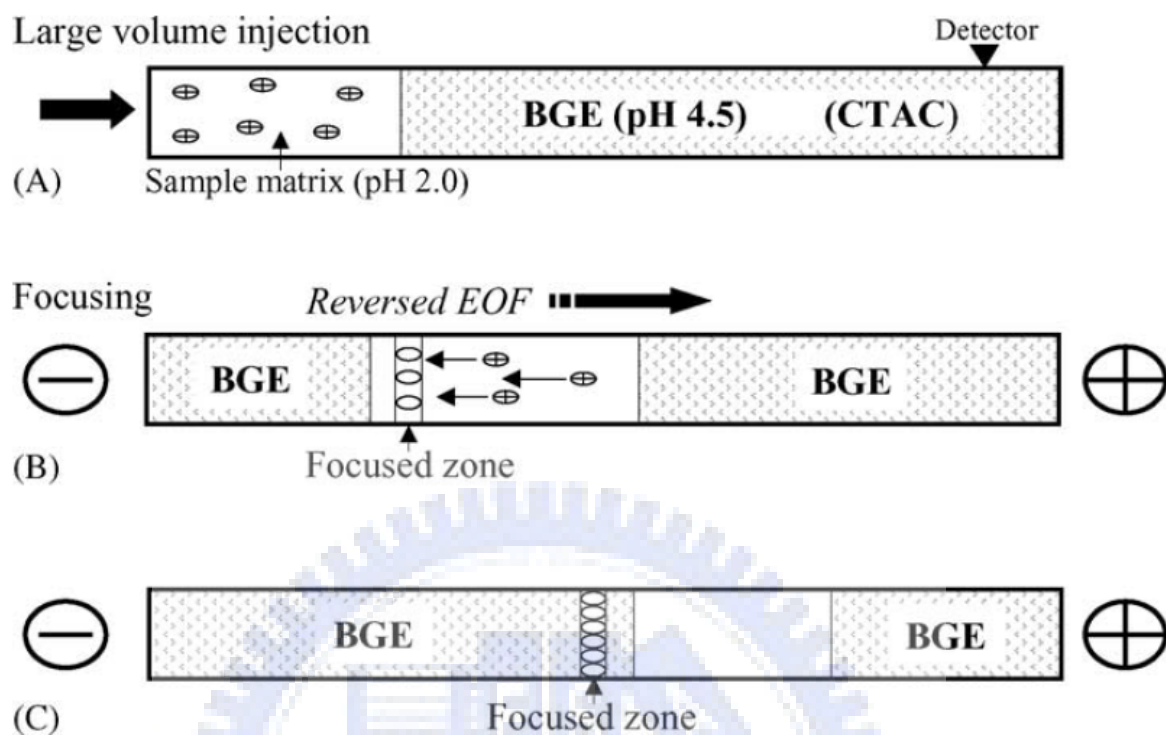 Large volume injection
Detector
BGE (pH 4.5) (CTAC)
(A)
Sample matrix (pH 2.0)
Focusing
Reversed EOF
BGE
BGE
(B)
Focused zone
BGE
BGE
(C)
Focused zone